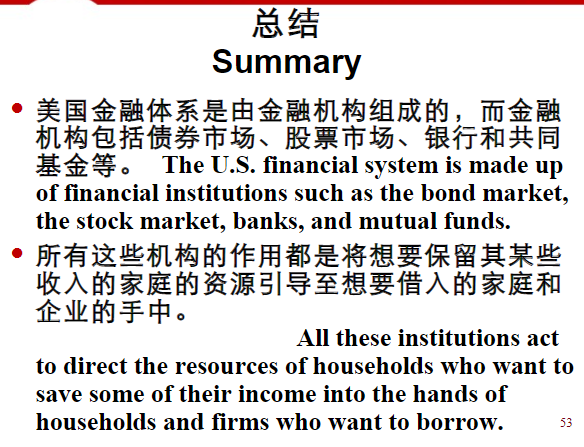 总结
Summary
• 美国金融体系是由金融机构组成的，而金融
机构包括债券市场、股票市场、银行和共同
基金等。 The U.S. financial system is made up
of financial institutions such as the bond market,
the stock market, banks, and mutual funds.
• 所有这些机构的作用都是将想要保留其某些
收入的家庭的资源引导至想要借入的家庭和
企业的手中。
All these institutions act
to direct the resources of households who want to
save some of their income into the hands of
households and firms who want to borrow.
53